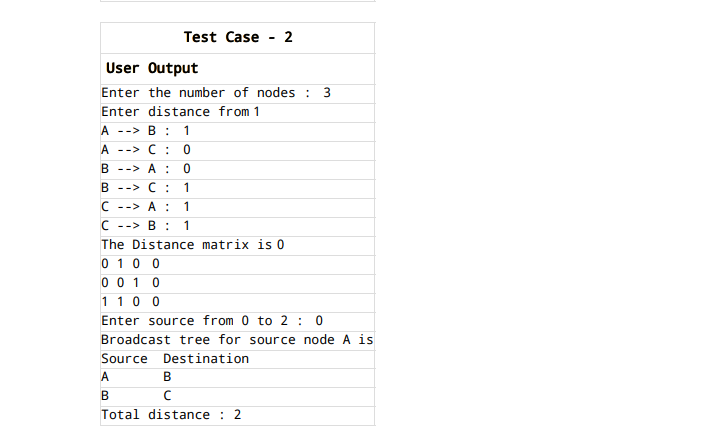 Test Case - 2
User Output
Enter the number of nodes : 3
Enter distance from 1
A --> B : 1
A --> C : 0
B --> A : 0
B --> C : 1
C --> A : 1
C --> B : 1
The Distance matrix is 0
0 1 0 0
0 0 1 0
1 1 0 0
Enter source from 0 to 2 : 0
Broadcast tree for source node A is
Source Destination
A B
B C
Total distance : 2